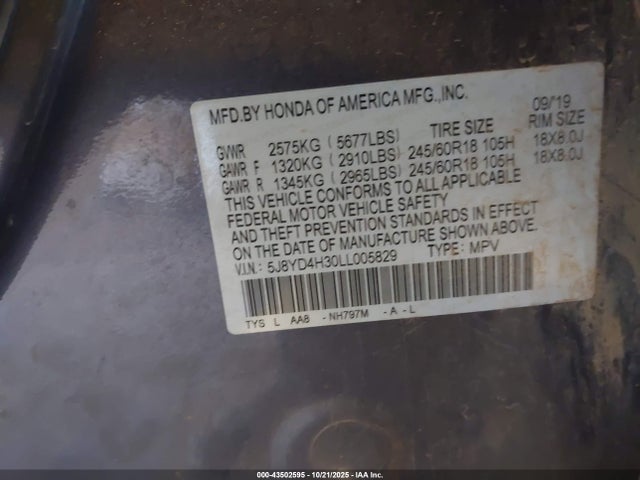 MFD.BY HONDA OF AMERICA MFG.,INC. 09/'19
TIRE SIZE RIM SIZE
GVWR 2575KG ( 5677LBS)
GAWR F 1320KG ( 2910LBS) 245/60R18 105H 18X8.0J
GAWR R 1345KG ( 2965LBS) 245/60R18 105H 18X8.0J
THIS VEHICLE CONFORMS TO ALL APPLICABLE
FEDERAL MOTOR VEHICLE SAFETY
AND THEFT PREVENTION STANDARDS IN EFFECT
ON THE DATE OF MANUFACTURE SHOWN ABOVE.
V.I.N.: 5J8YD4H30LL005829 TYPE: MPV
TYS L AA8 -NH797M -A -L
000-43502595 - 10/21/2025 - IAA Inc.